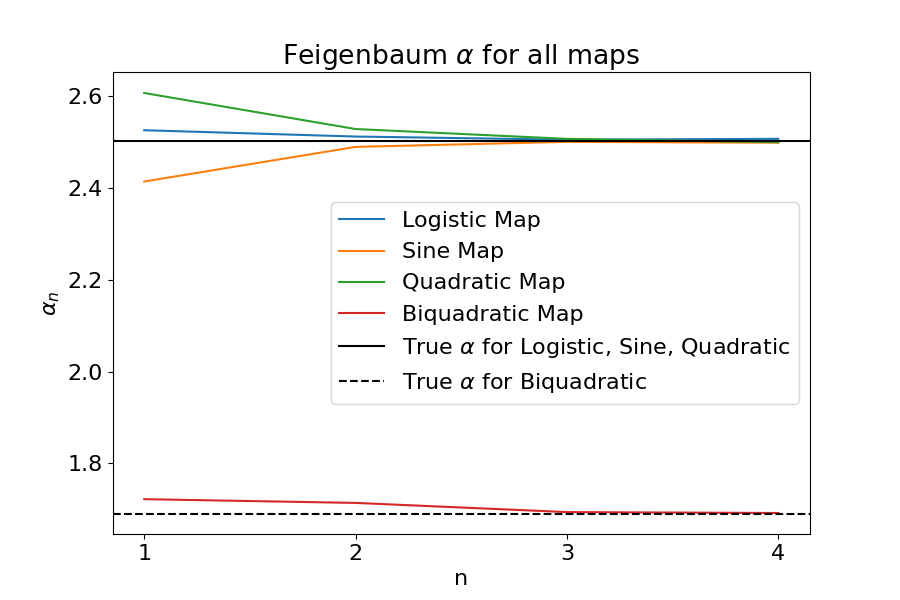 Feigenbaum α for all maps
2.6
2.4
2.2
2.0
1.8
αₙ
Logistic Map
Sine Map
Quadratic Map
Biquadratic Map
True α for Logistic, Sine, Quadratic
True α for Biquadratic
1 2 3 4
n